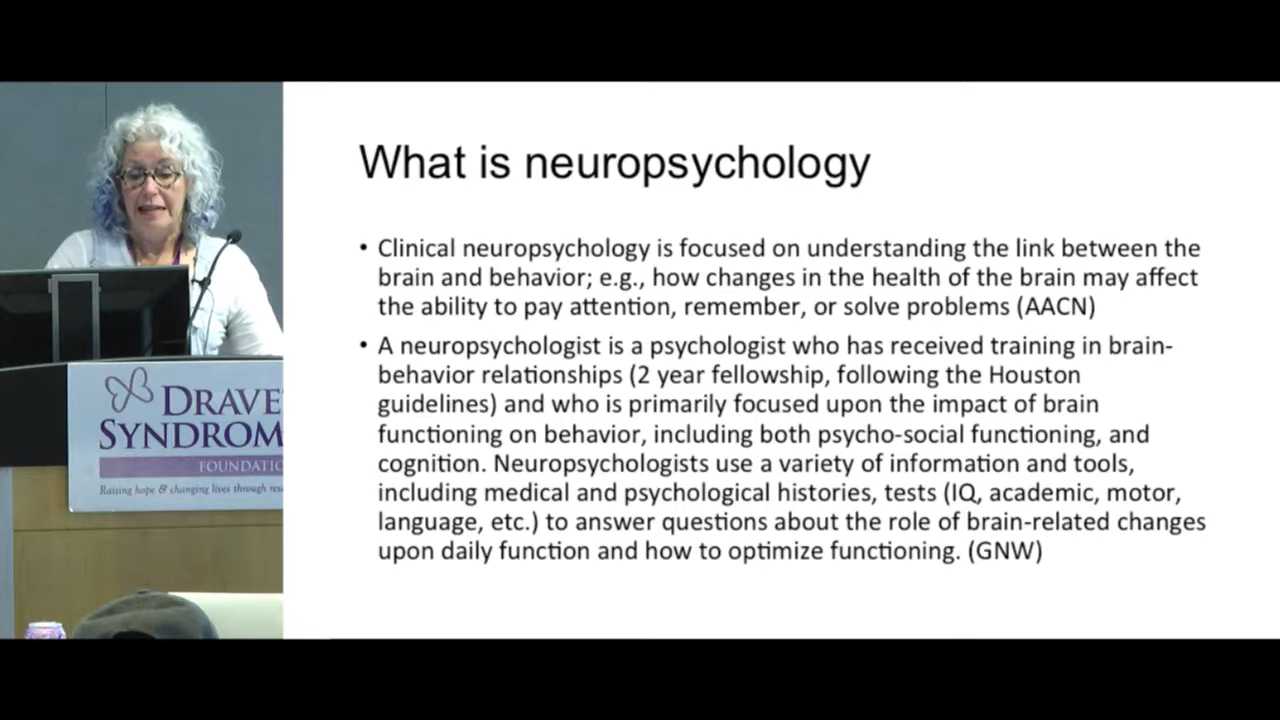 What is neuropsychology
• Clinical neuropsychology is focused on understanding the link between the
brain and behavior; e.g., how changes in the health of the brain may affect
the ability to pay attention, remember, or solve problems (AACN)
• A neuropsychologist is a psychologist who has received training in brain-
behavior relationships (2 year fellowship, following the Houston
guidelines) and who is primarily focused upon the impact of brain
functioning on behavior, including both psycho-social functioning, and
cognition. Neuropsychologists use a variety of information and tools,
including medical and psychological histories, tests (IQ, academic, motor,
language, etc.) to answer questions about the role of brain-related changes
upon daily function and how to optimize functioning. (GNW)
DRAVE
SYNDROM
FOUNDATIO
Raising hope & changing lives through